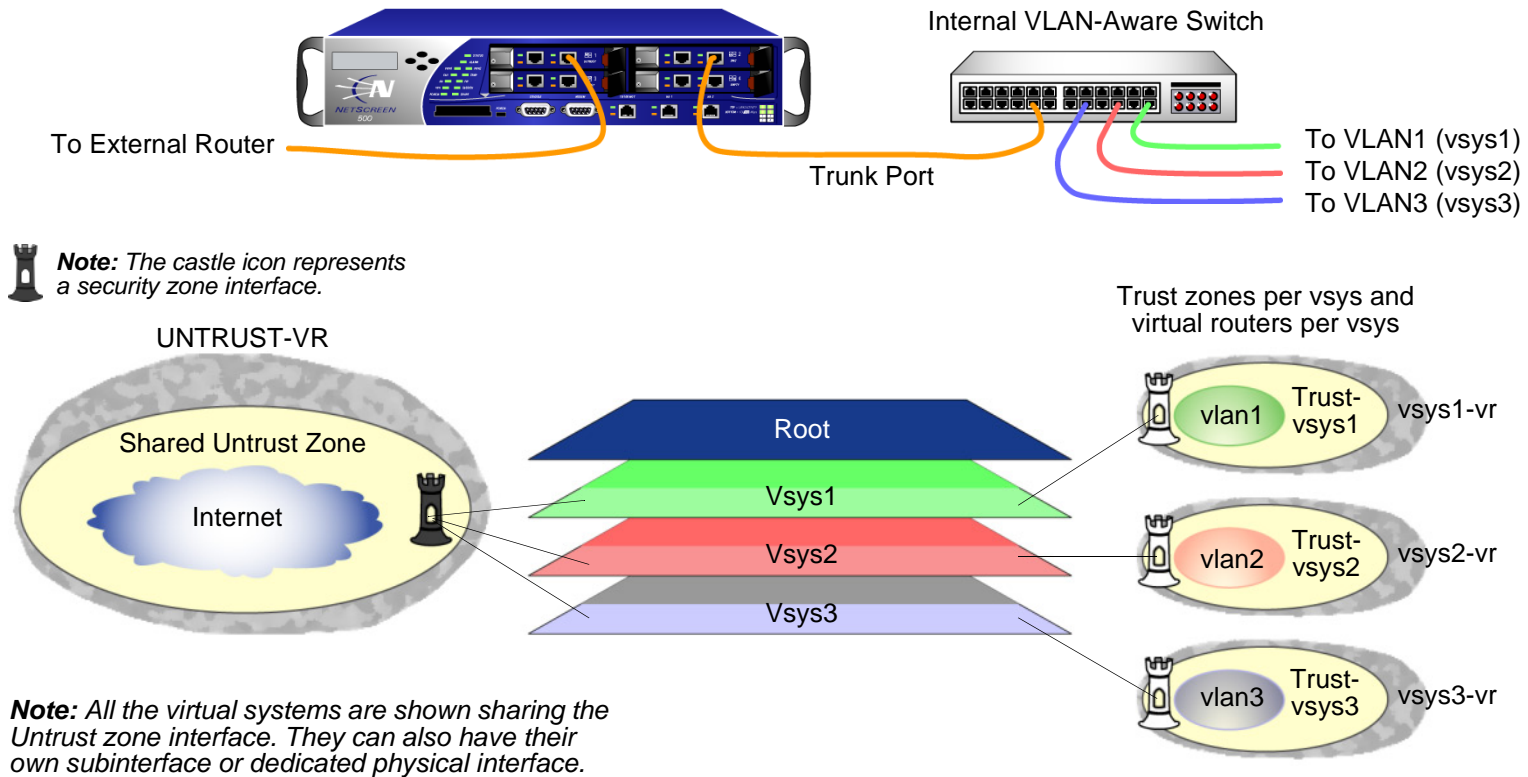 Internal VLAN-Aware Switch
NETSCREEN
500
To External Router
Trunk Port
To VLAN1 (vsys1)
To VLAN2 (vsys2)
To VLAN3 (vsys3)
Note: The castle icon represents
a security zone interface.
Trust zones per vsys and
virtual routers per vsys
UNTRUST-VR
Shared Untrust Zone
Internet
Root
Vsys1
Vsys2
Vsys3
vlan1
Trust-
vsys1
vsys1-vr
vlan2
Trust-
vsys2
vsys2-vr
vlan3
Trust-
vsys3
vsys3-vr
Note: All the virtual systems are shown sharing the
Untrust zone interface. They can also have their
own subinterface or dedicated physical interface.